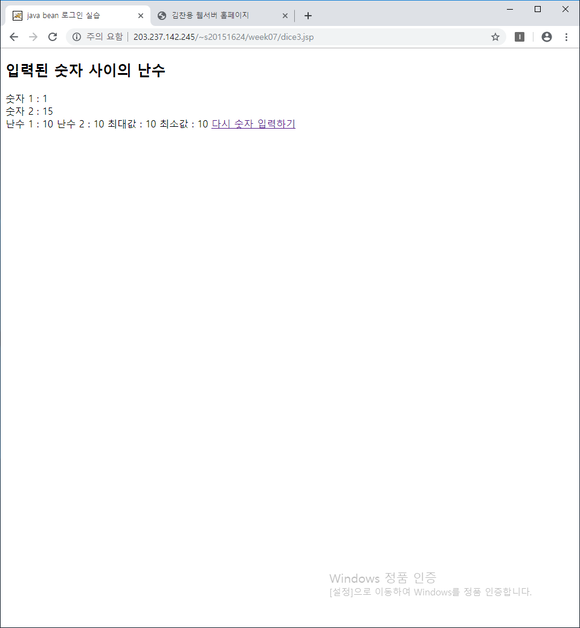 java bean 로그인 실습
김찬용 웹서버 홈페이지
주의 요함 203.237.142.245/~s20151624/week07/dice3.jsp
입력된 숫자 사이의 난수
숫자 1 : 1
숫자 2 : 15
난수 1 : 10 난수 2 : 10 최대값 : 10 최소값 : 10 다시 숫자 입력하기
Windows 정품 인증
[설정]으로 이동하여 Windows를 정품 인증합니다.